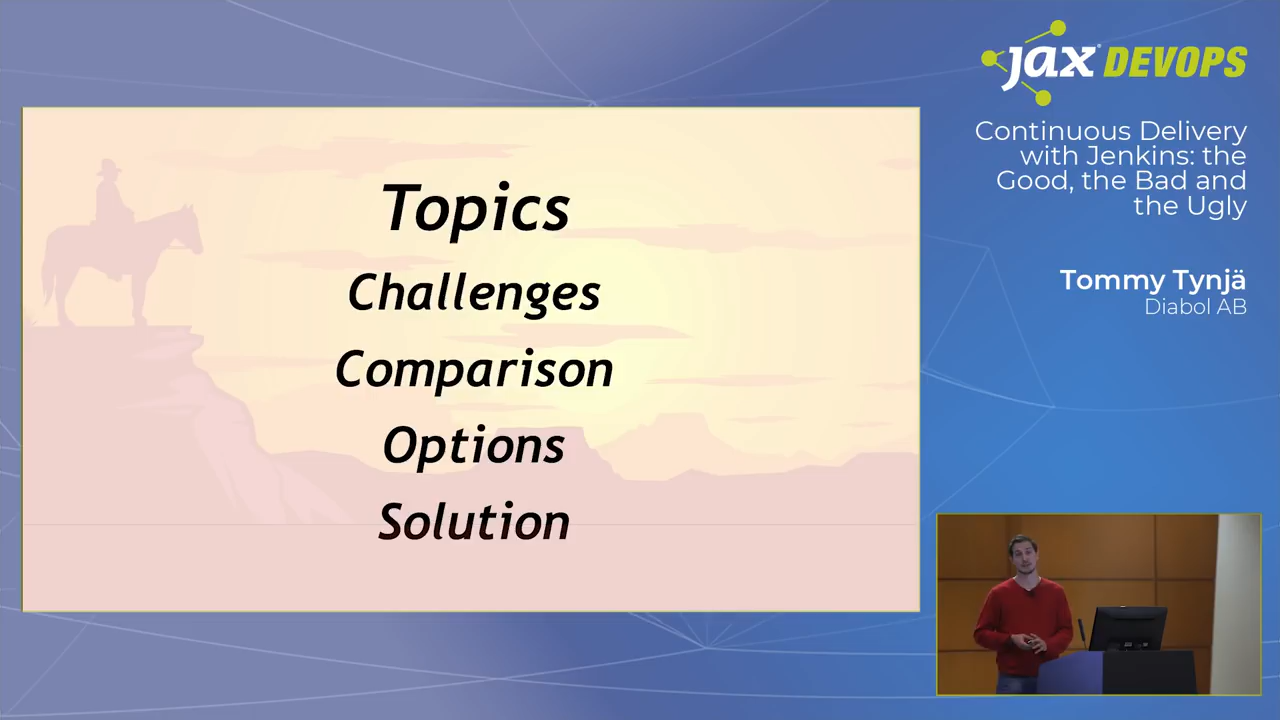 Topics
Challenges
Comparison
Options
Solution
jax DEVOPS
Continuous Delivery
with Jenkins: the
Good, the Bad and
the Ugly
Tommy Tynjä
Diabol AB